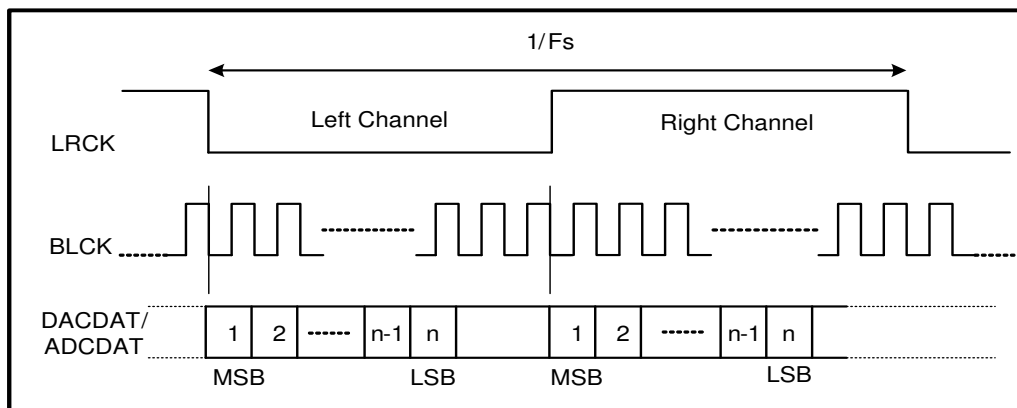 1/Fs
Left Channel
Right Channel
LRCK
BLCK
DACDAT/
ADCDAT
1 2 n-1 n 1 2 n-1 n
MSB LSB MSB LSB